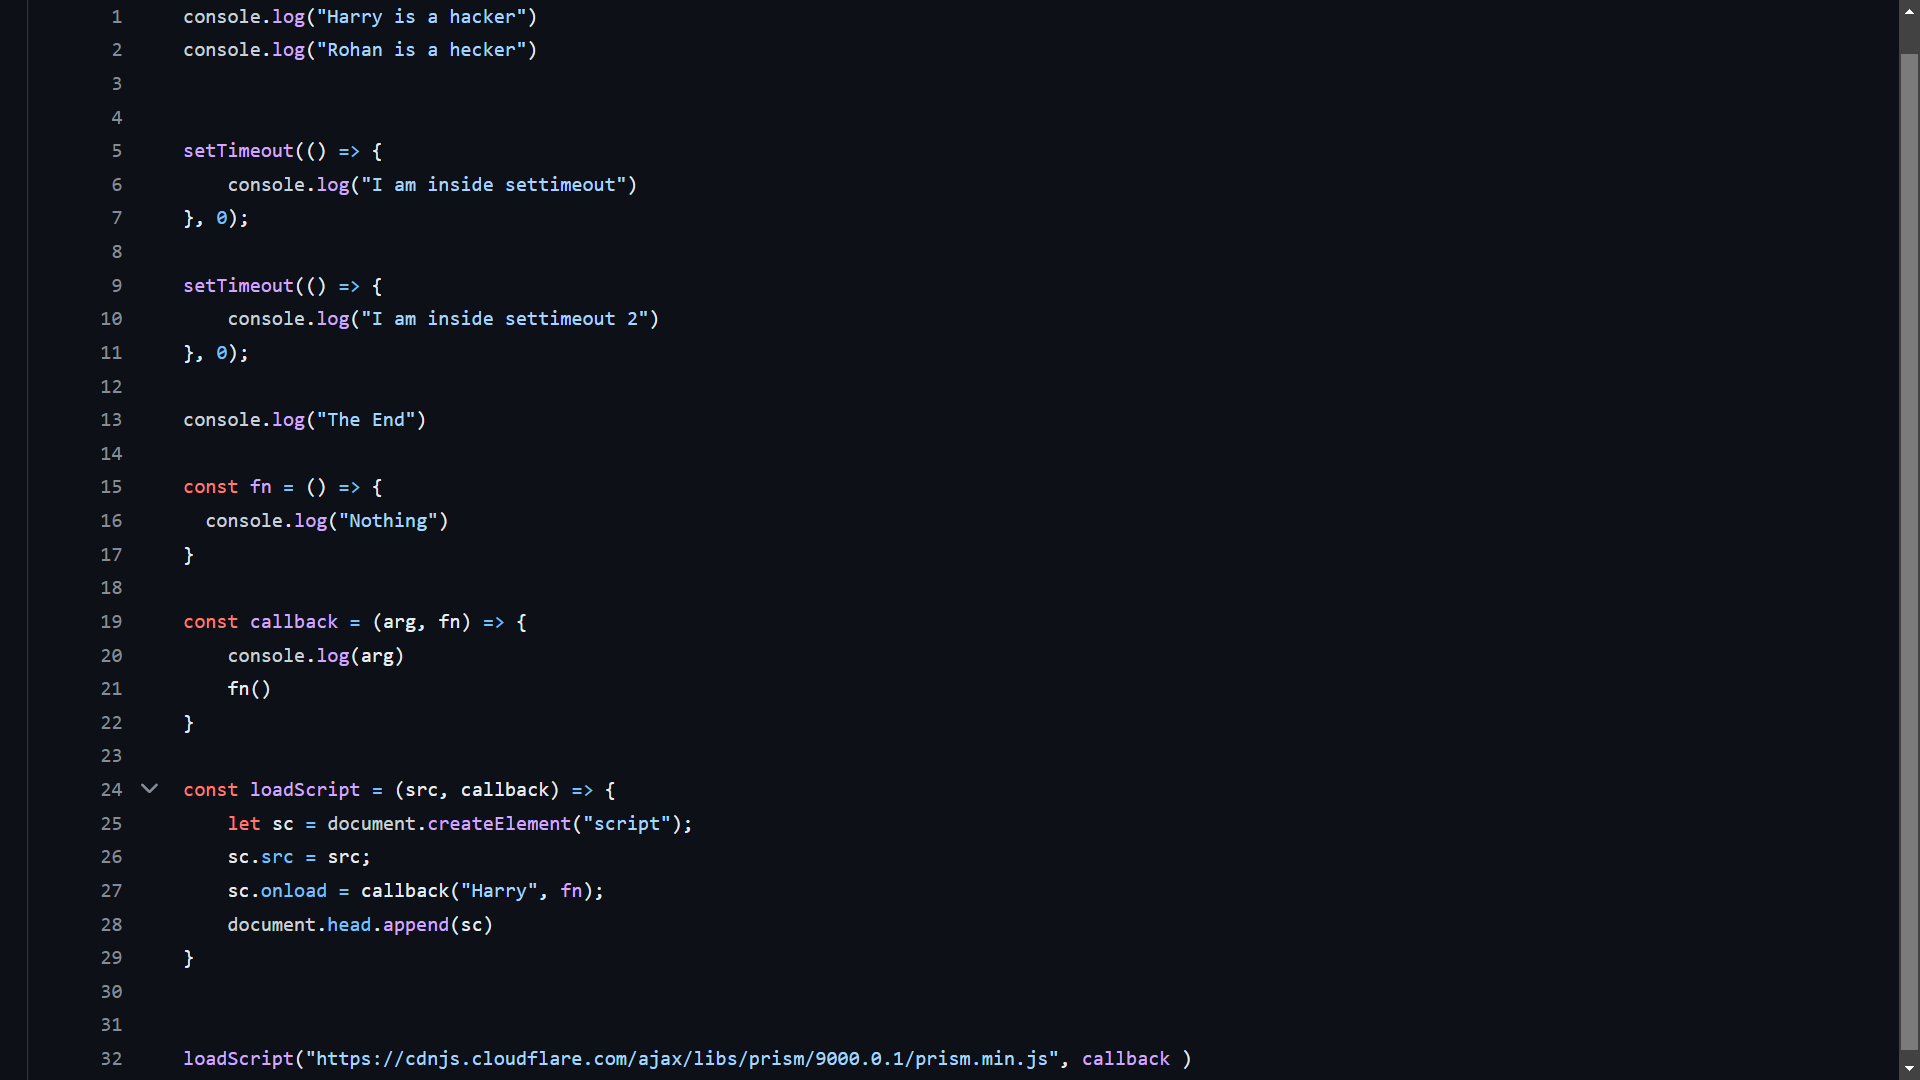 1 console.log("Harry is a hacker")
2 console.log("Rohan is a hecker")
3
4
5 setTimeout(() => {
6     console.log("I am inside settimeout")
7 }, 0);
8
9 setTimeout(() => {
10     console.log("I am inside settimeout 2")
11 }, 0);
12
13 console.log("The End")
14
15 const fn = () => {
16   console.log("Nothing")
17 }
18
19 const callback = (arg, fn) => {
20     console.log(arg)
21     fn()
22 }
23
24 const loadScript = (src, callback) => {
25     let sc = document.createElement("script");
26     sc.src = src;
27     sc.onload = callback("Harry", fn);
28     document.head.append(sc)
29 }
30
31
32 loadScript("https://cdnjs.cloudflare.com/ajax/libs/prism/9000.0.1/prism.min.js", callback )